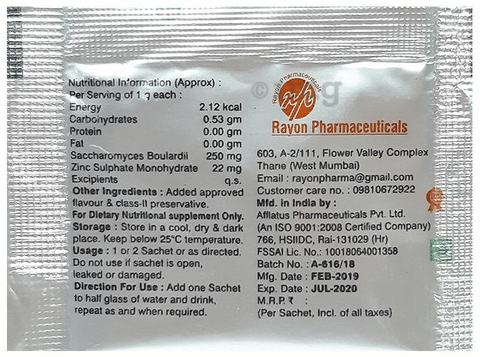 Nutritional Information (Approx) :
Per Serving of 1 g each :
Energy 2.12 kcal
Carbohydrates 0.53 gm
Protein 0.00 gm
Fat 0.00 gm
Saccharomyces Boulardii 250 mg
Zinc Sulphate Monohydrate 22 mg
Excipients q.s.
Other Ingredients : Added approved
flavour & class-II preservative.
For Dietary Nutritional supplement Only.
Storage : Store in a cool, dry & dark
place. Keep below 25°C temperature.
Usage : 1 or 2 Sachet or as directed.
Do not use if sachet is open,
leaked or damaged.
Direction For Use : Add one Sachet
to half glass of water and drink,
repeat as and when required.
Rayon Pharmaceuticals
Rayon Pharmaceuticals
603, A-2/111, Flower Valley Complex
Thane (West Mumbai)
Email : rayonpharma@gmail.com
Customer care no. : 09810672922
Mfd. in India by :
Afflatus Pharmaceuticals Pvt. Ltd.
(An ISO 9001:2008 Certified Company)
766, HSIIDC, Rai-131029 (Hr)
FSSAI Lic. No.: 10018064001358
Batch No. : A-616/18
Mfg. Date : FEB-2019
Exp. Date : JUL-2020
M.R.P. ₹ :
(Per Sachet, Incl. of all taxes)